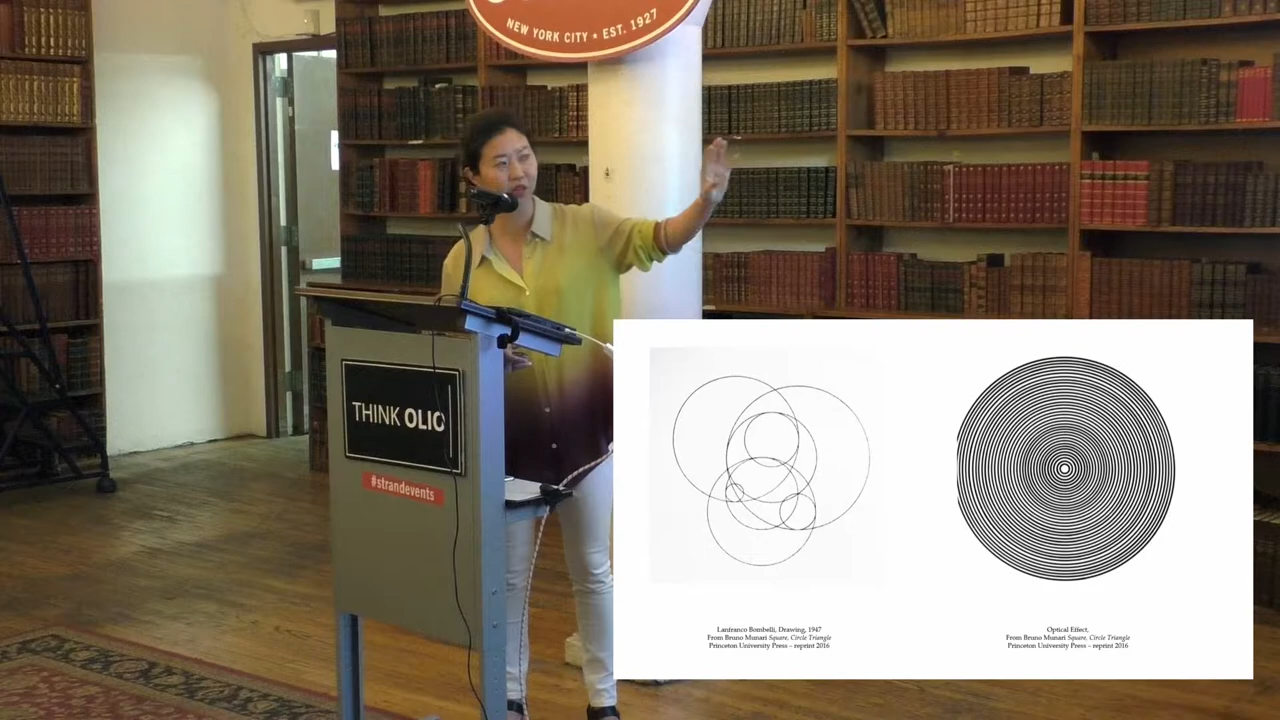 NEW YORK CITY ★ EST. 1927
THINK OLIO
#strandevents
Lanfranco Bombelli, Drawing, 1947
From Bruno Munari Square, Circle Triangle
Princeton University Press – reprint 2016
Optical Effect,
From Bruno Munari Square, Circle Triangle
Princeton University Press – reprint 2016